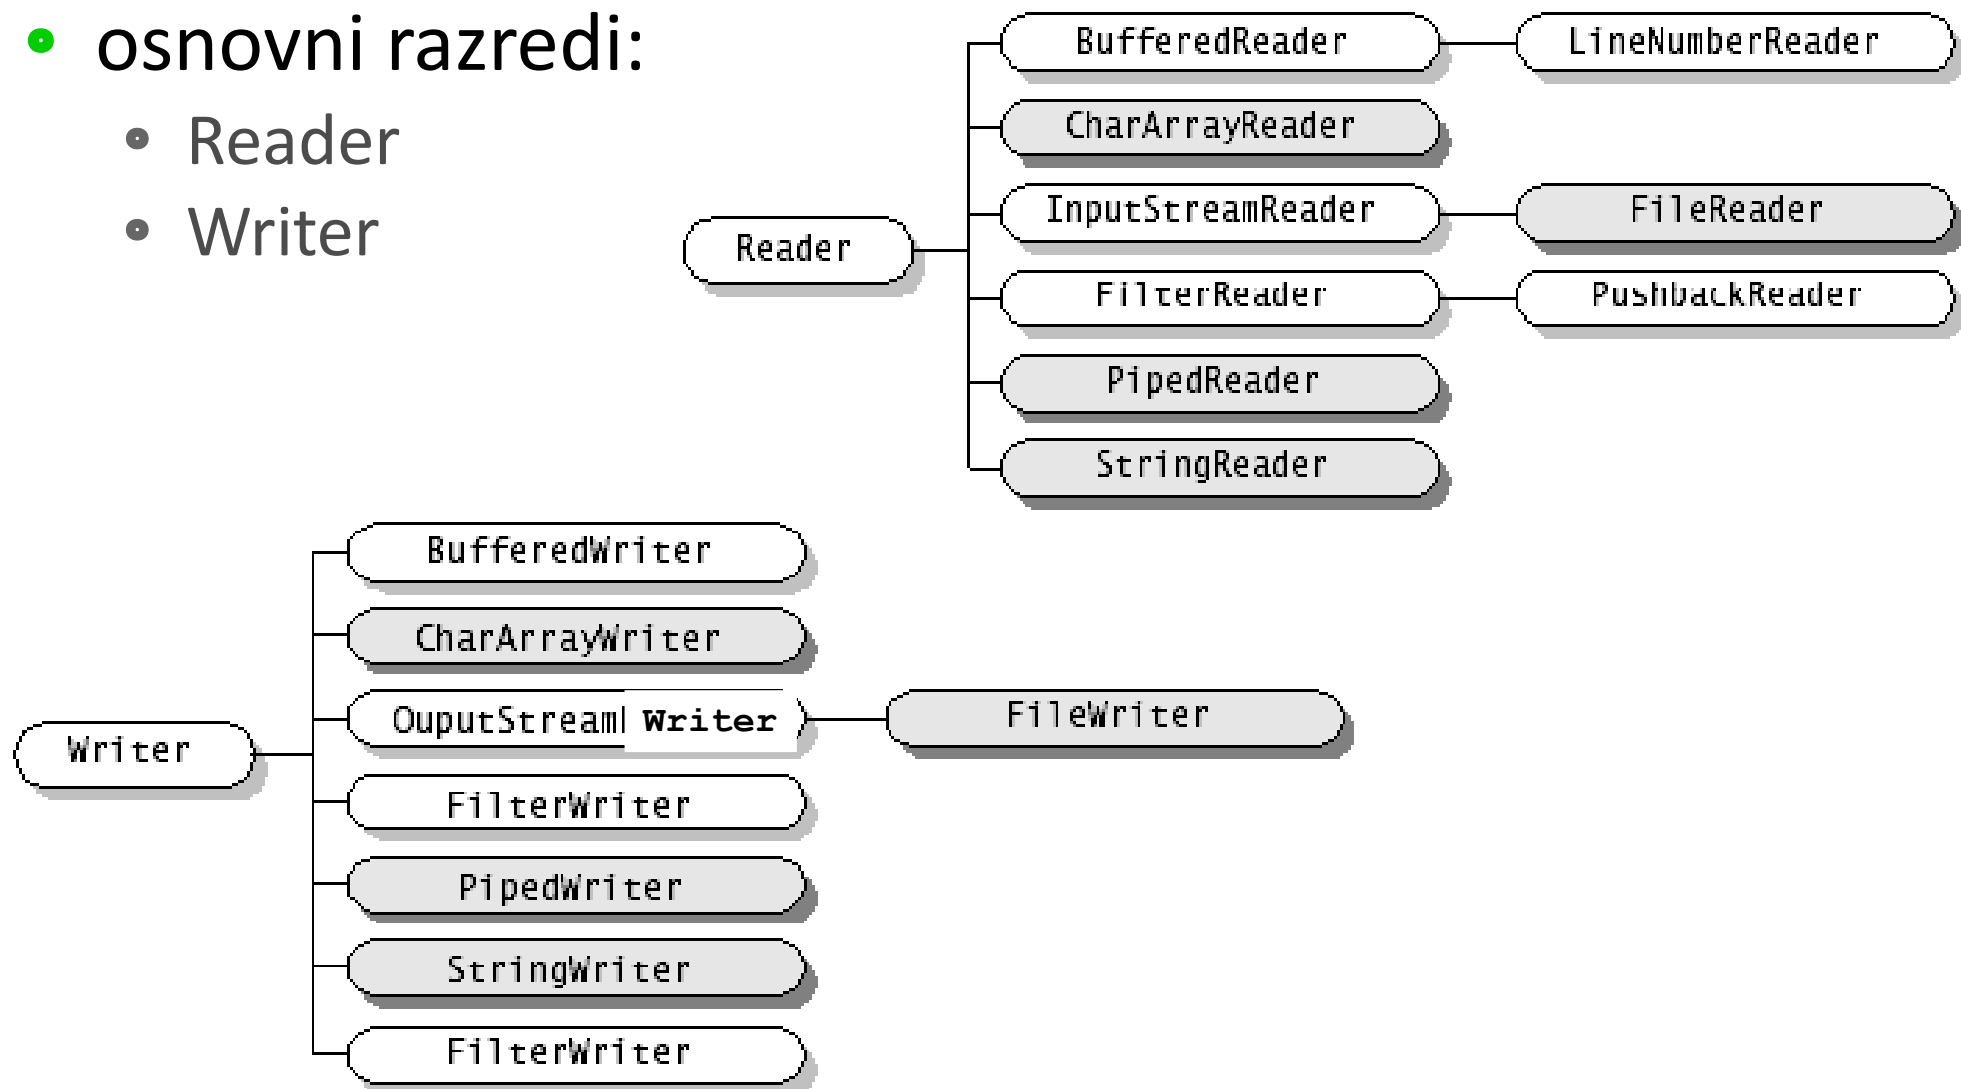 osnovni razredi:
Reader
Writer
BufferedReader
LineNumberReader
CharArrayReader
InputStreamReader
FileReader
Reader
FilterReader
PushbackReader
PipedReader
StringReader
BufferedWriter
CharArrayWriter
OuputStream Writer
FileWriter
Writer
FilterWriter
PipedWriter
StringWriter
FilterWriter